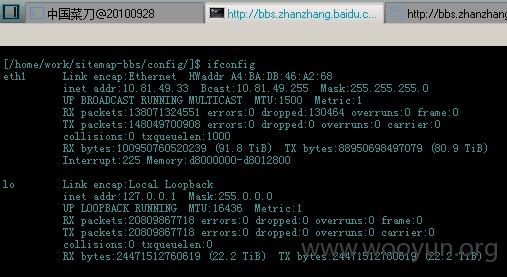 中国菜刀@20100928
http://bbs.zhanzhang.baidu.c...
http://bbs.zhanzh
[/home/work/sitemap-bbs/config/]$ ifconfig
eth1 Link encap:Ethernet HWaddr A4:BA:DB:46:A2:68
inet addr:10.81.49.33 Bcast:10.81.49.255 Mask:255.255.255.0
UP BROADCAST RUNNING MULTICAST MTU:1500 Metric:1
RX packets:138071324551 errors:0 dropped:130464 overruns:0 frame:0
TX packets:148049700908 errors:0 dropped:0 overruns:0 carrier:0
collisions:0 txqueuelen:1000
RX bytes:100950760520239 (91.8 TiB) TX bytes:88950698497079 (80.9 TiB)
Interrupt:225 Memory:d8000000-d8012800
lo Link encap:Local Loopback
inet addr:127.0.0.1 Mask:255.0.0.0
UP LOOPBACK RUNNING MTU:16436 Metric:1
RX packets:20809867718 errors:0 dropped:0 overruns:0 frame:0
TX packets:20809867718 errors:0 dropped:0 overruns:0 carrier:0
collisions:0 txqueuelen:0
RX bytes:24471512760619 (22.2 TiB) TX bytes:24471512760619 (22.2 TiB)
www.wooyun.org